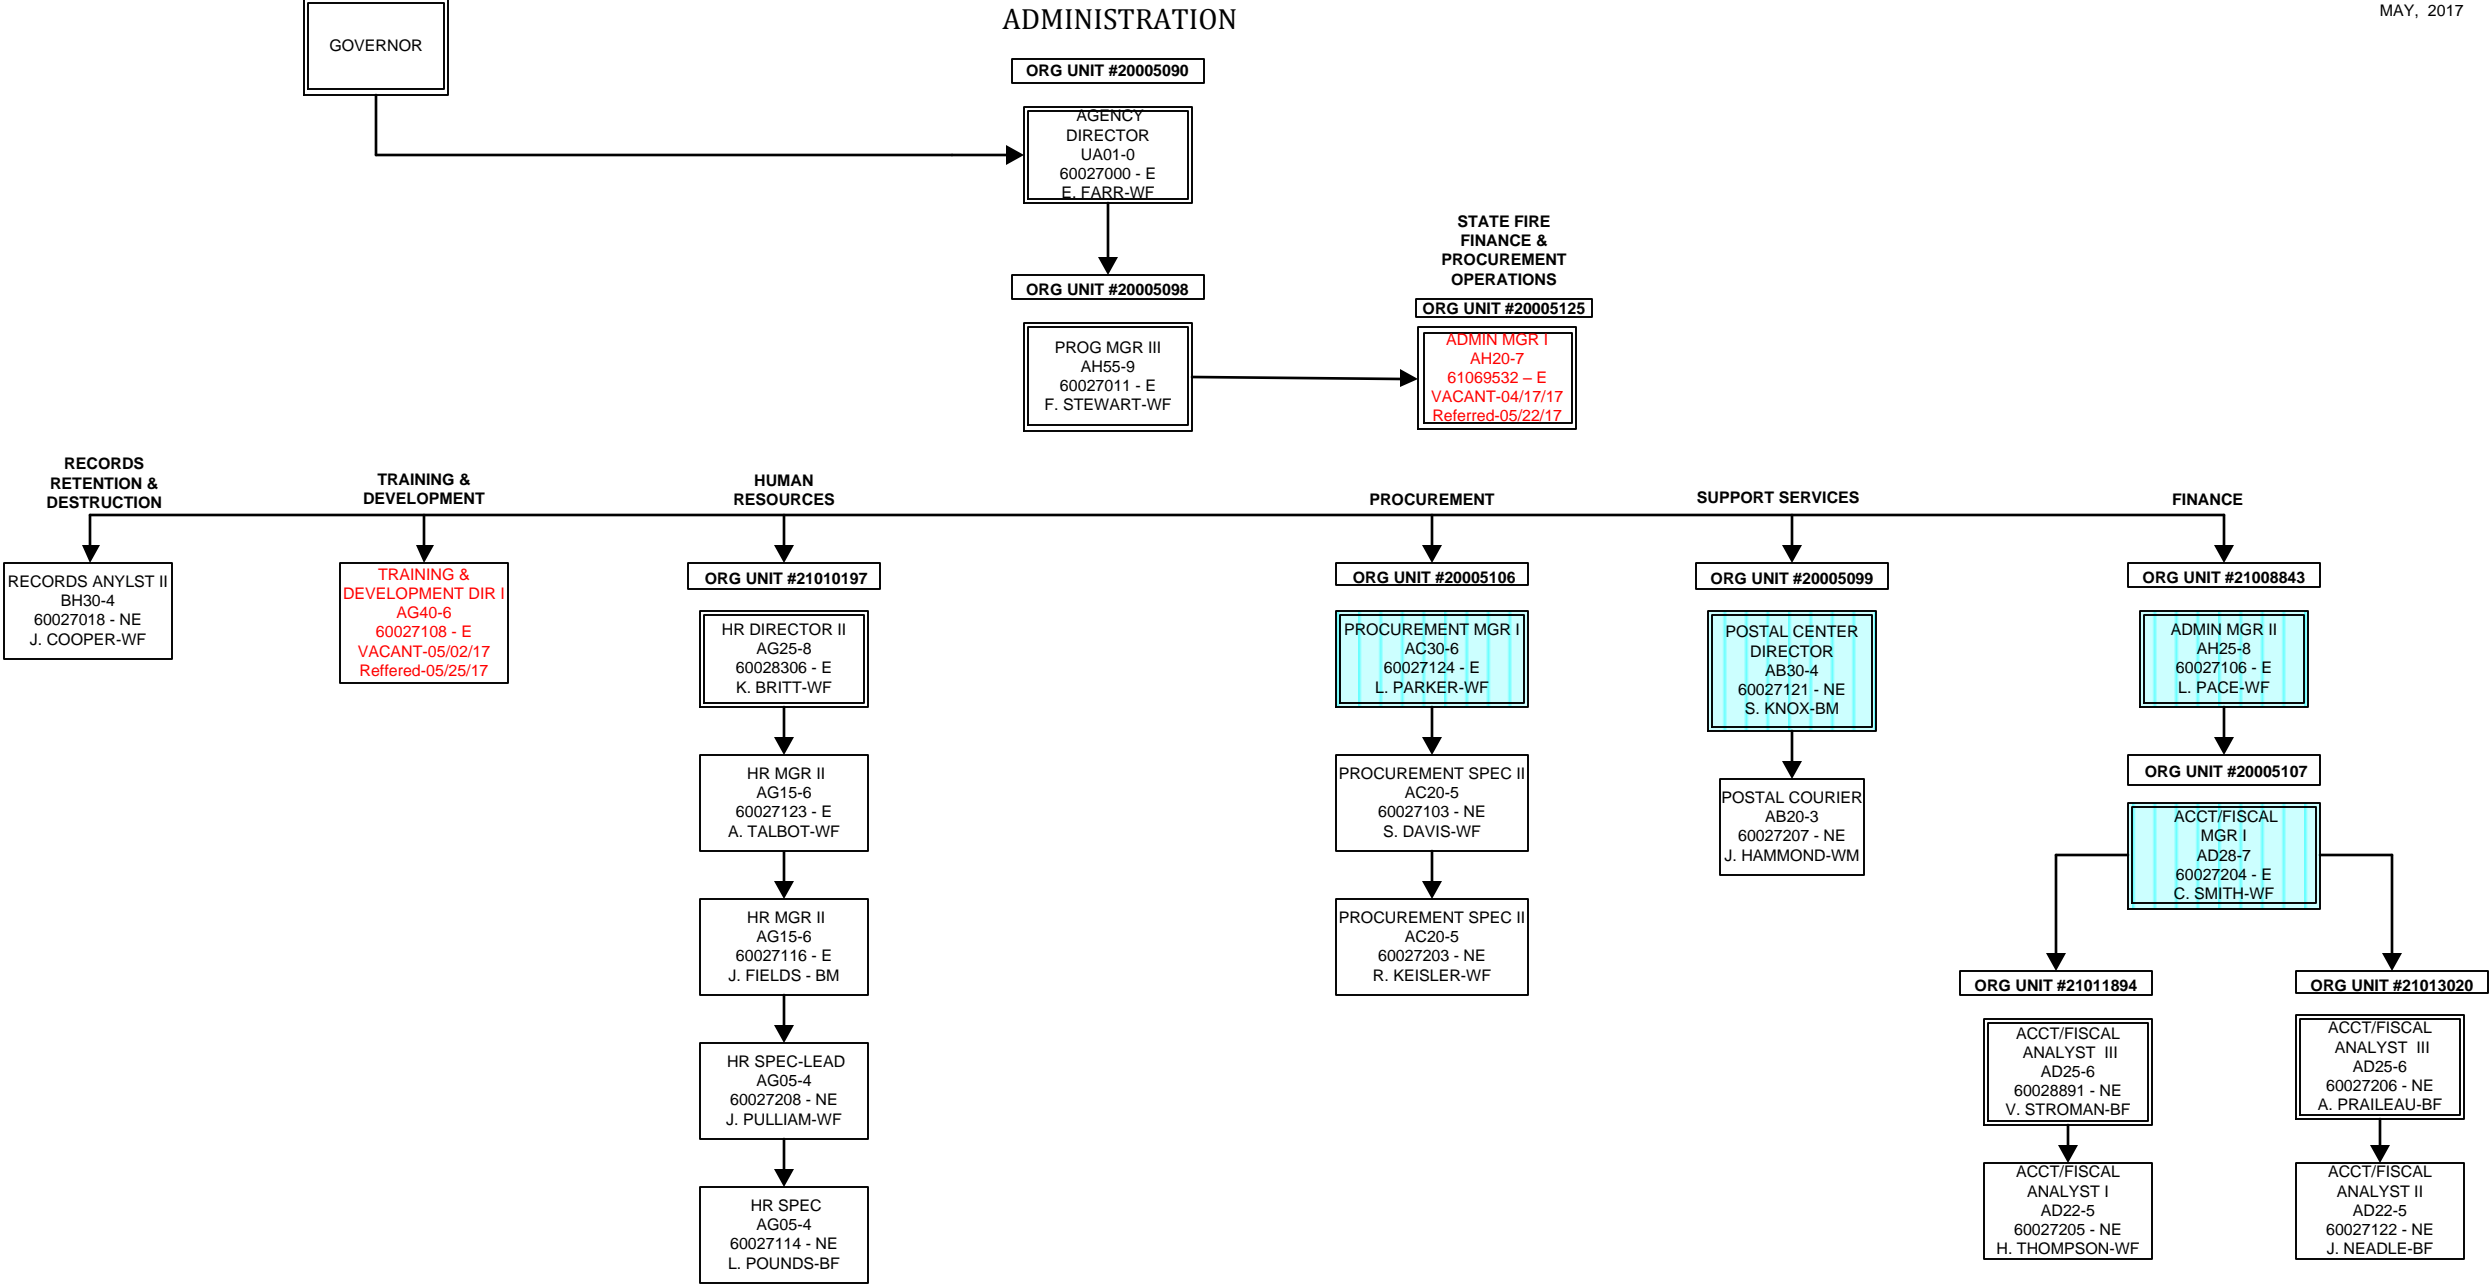 ADMINISTRATION
MAY,  2017
GOVERNOR
ORG UNIT #20005090
AGENCY
DIRECTOR
UA01-0
60027000 - E
E. FARR-WF
ORG UNIT #20005098
PROG MGR III
AH55-9
60027011 - E
F. STEWART-WF
STATE FIRE
FINANCE &
PROCUREMENT
OPERATIONS
ORG UNIT #20005125
ADMIN MGR I
AH20-7
61069532 – E
VACANT-04/17/17
Referred-05/22/17
RECORDS
RETENTION &
DESTRUCTION
RECORDS ANYLST II
BH30-4
60027018 - NE
J. COOPER-WF
TRAINING &
DEVELOPMENT
TRAINING &
DEVELOPMENT DIR I
AG40-6
60027108 - E
VACANT-05/02/17
Reffered-05/25/17
HUMAN
RESOURCES
ORG UNIT #21010197
HR DIRECTOR II
AG25-8
60028306 - E
K. BRITT-WF
HR MGR II
AG15-6
60027123 - E
A. TALBOT-WF
HR MGR II
AG15-6
60027116 - E
J. FIELDS - BM
HR SPEC-LEAD
AG05-4
60027208 - NE
J. PULLIAM-WF
HR SPEC
AG05-4
60027114 - NE
L. POUNDS-BF
PROCUREMENT
ORG UNIT #20005106
PROCUREMENT MGR I
AC30-6
60027124 - E
L. PARKER-WF
PROCUREMENT SPEC II
AC20-5
60027103 - NE
S. DAVIS-WF
PROCUREMENT SPEC II
AC20-5
60027203 - NE
R. KEISLER-WF
SUPPORT SERVICES
ORG UNIT #20005099
POSTAL CENTER
DIRECTOR
AB30-4
60027121 - NE
S. KNOX-BM
POSTAL COURIER
AB20-3
60027207 - NE
J. HAMMOND-WM
FINANCE
ORG UNIT #21008843
ADMIN MGR II
AH25-8
60027106 - E
L. PACE-WF
ORG UNIT #20005107
ACCT/FISCAL
MGR I
AD28-7
60027204 - E
C. SMITH-WF
ORG UNIT #21011894
ACCT/FISCAL
ANALYST  III
AD25-6
60028891 - NE
V. STROMAN-BF
ACCT/FISCAL
ANALYST I
AD22-5
60027205 - NE
H. THOMPSON-WF
ORG UNIT #21013020
ACCT/FISCAL
ANALYST  III
AD25-6
60027206 - NE
A. PRAILEAU-BF
ACCT/FISCAL
ANALYST II
AD22-5
60027122 - NE
J. NEADLE-BF